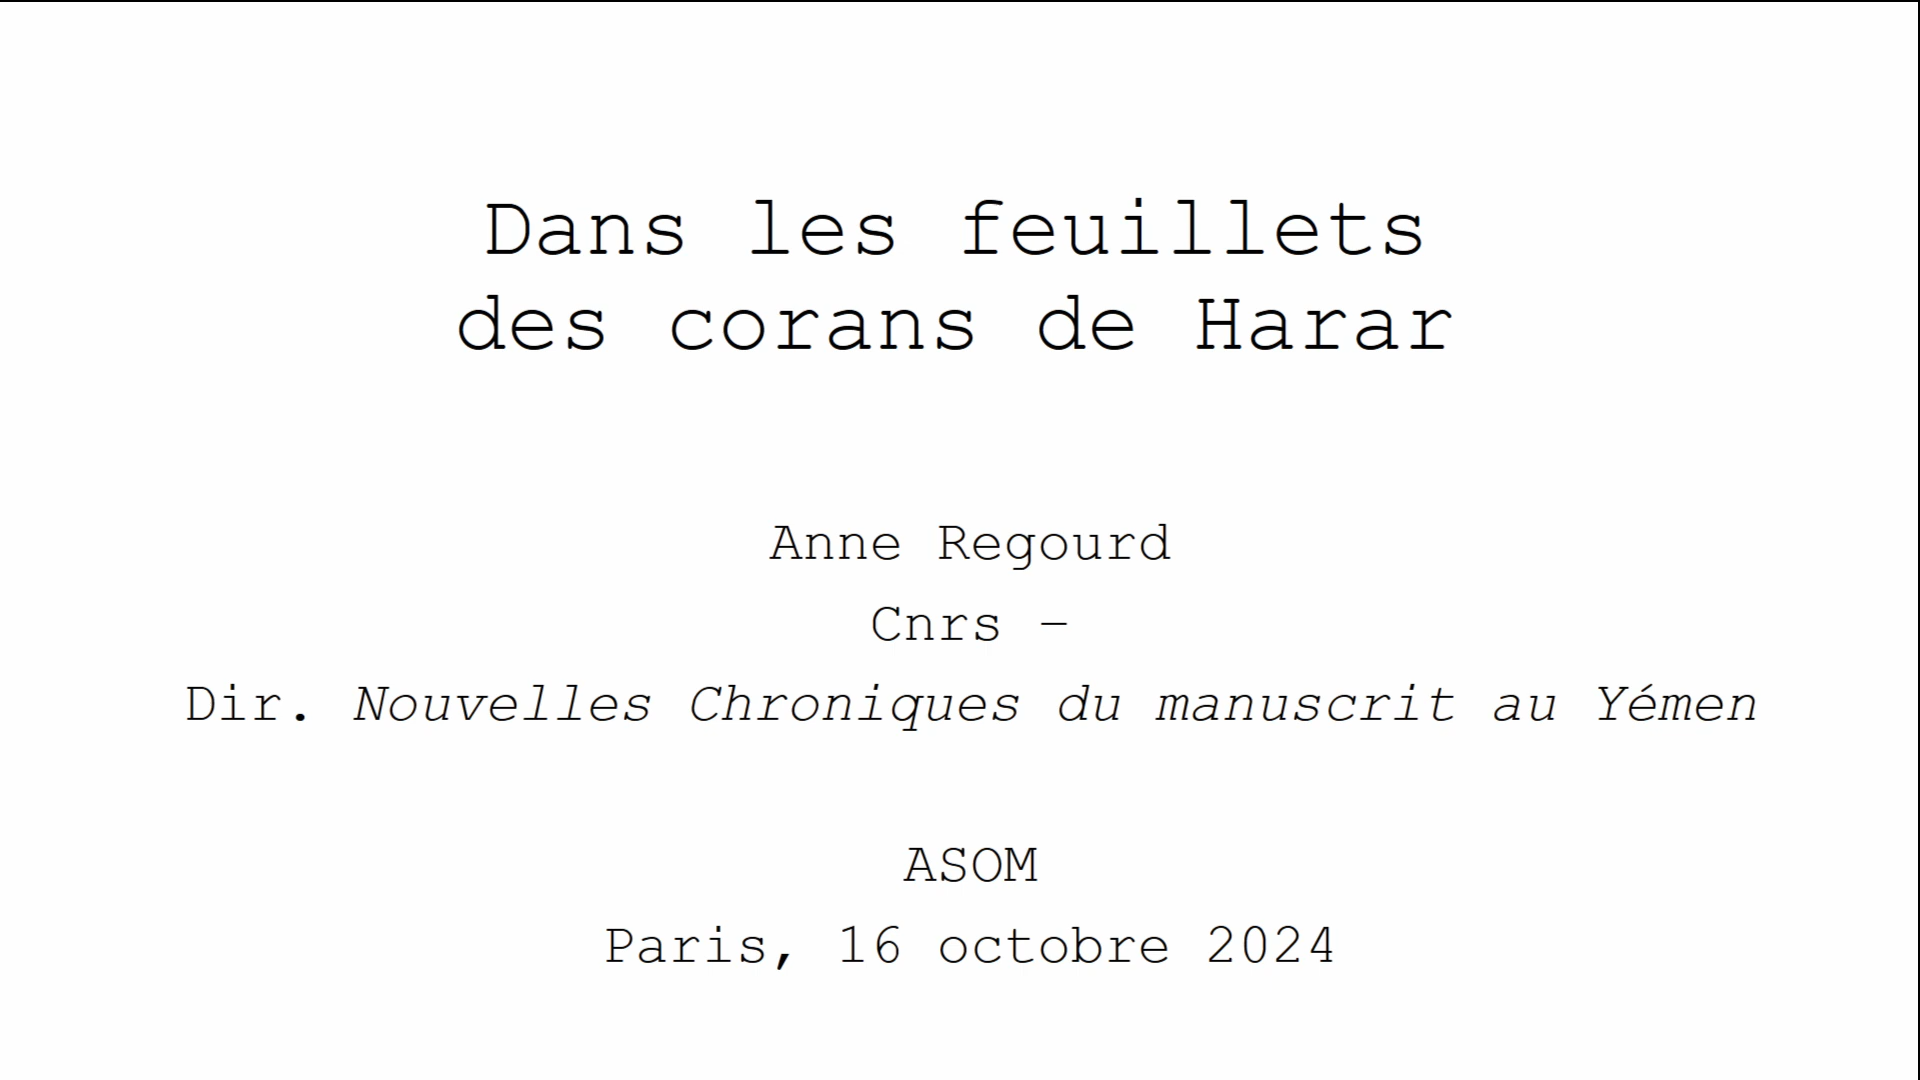 Dans les feuillets
des corans de Harar
Anne Regourd
Cnrs –
Dir. Nouvelles Chroniques du manuscrit au Yémen
ASOM
Paris, 16 octobre 2024